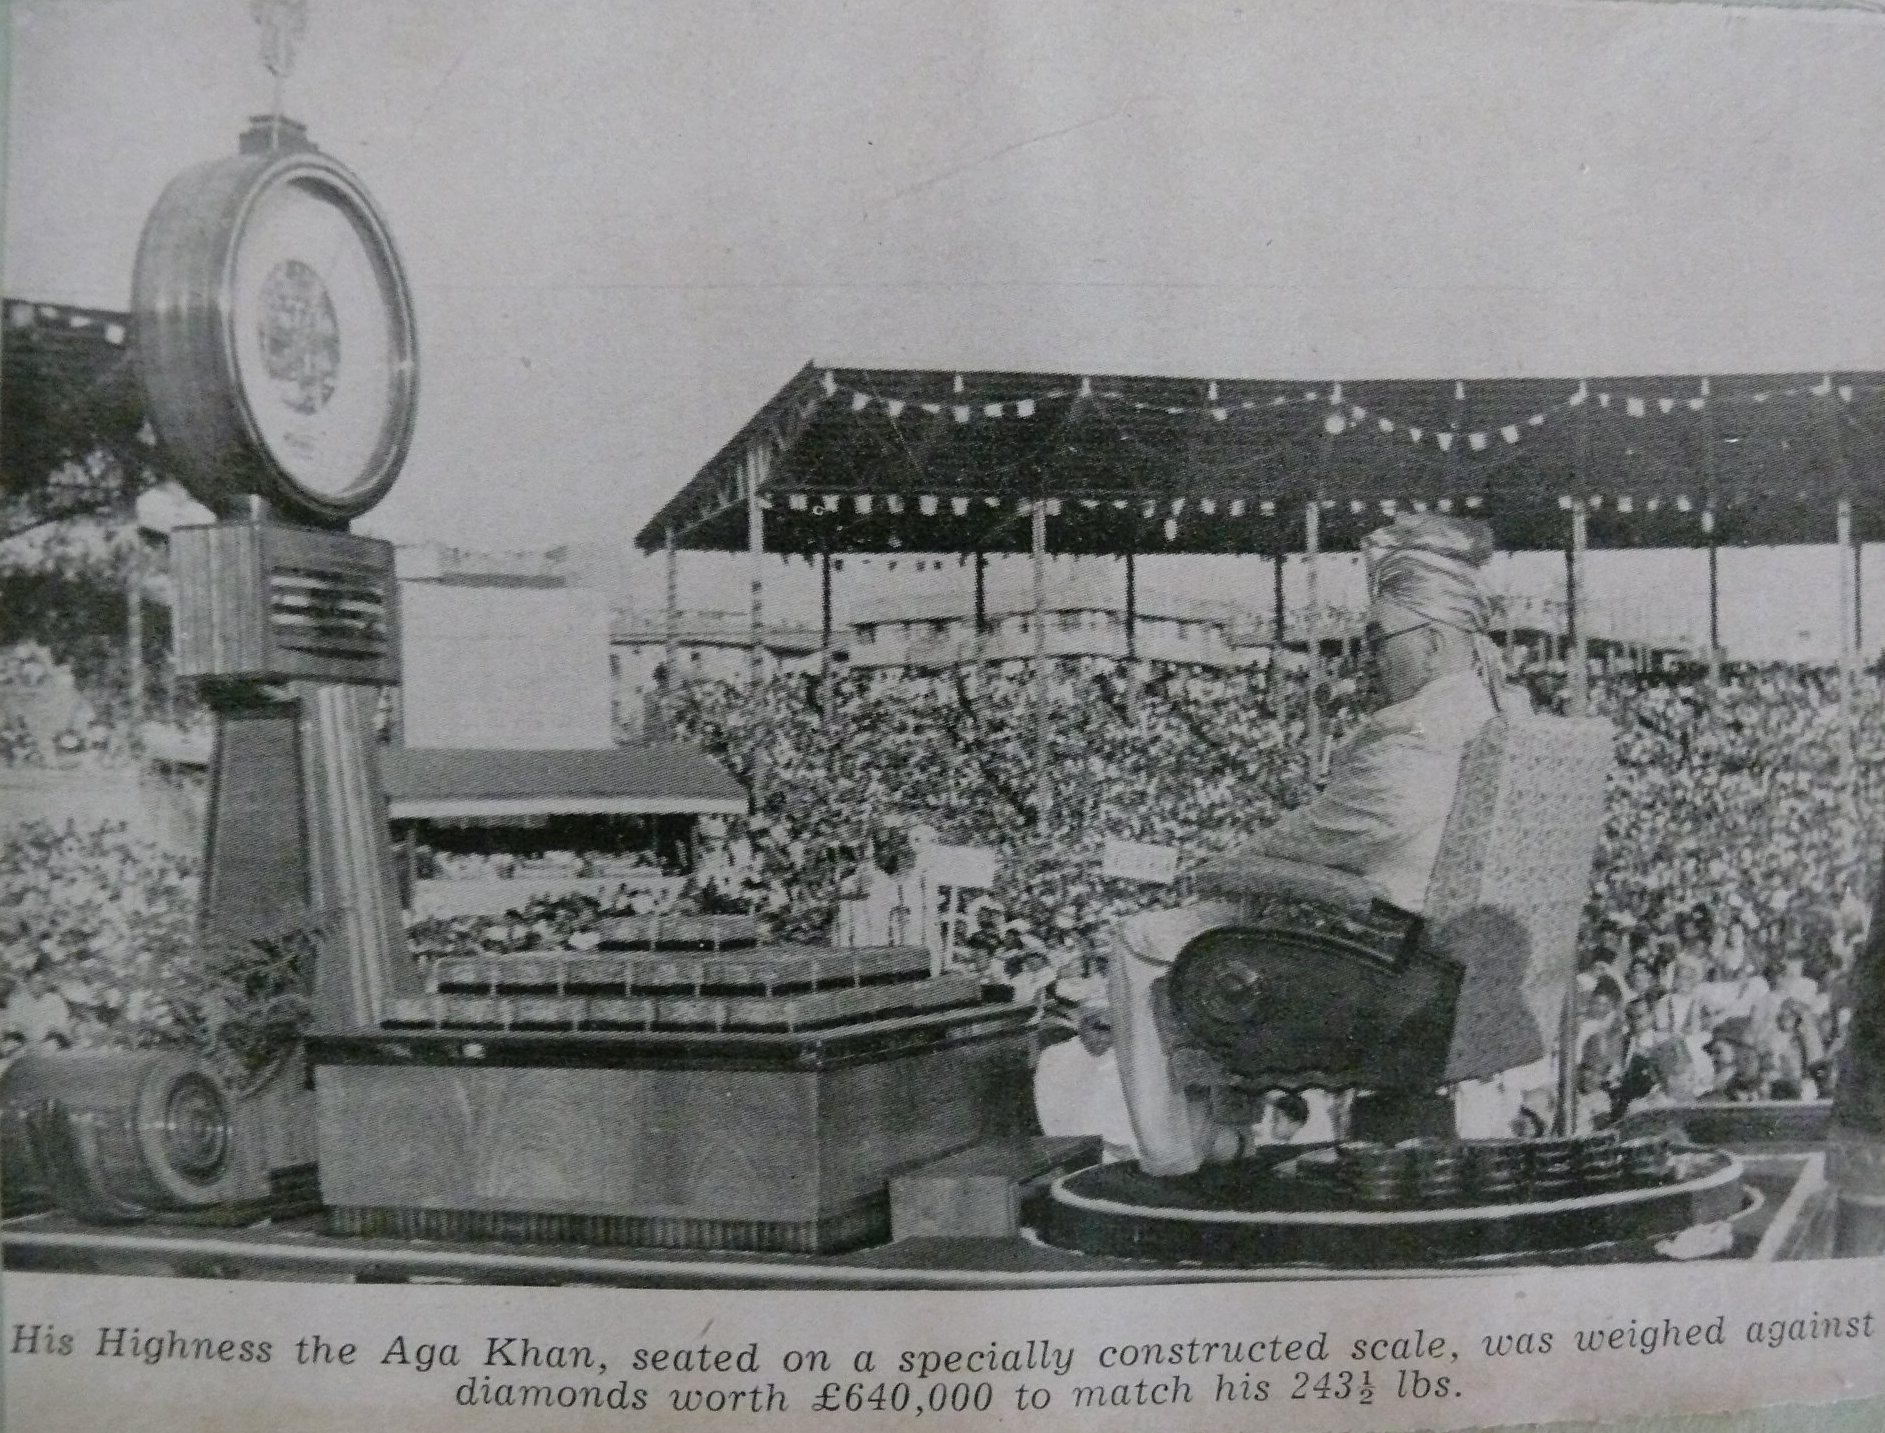 His Highness the Aga Khan, seated on a specially constructed scale, was weighed against
diamonds worth £640,000 to match his 243½ lbs.